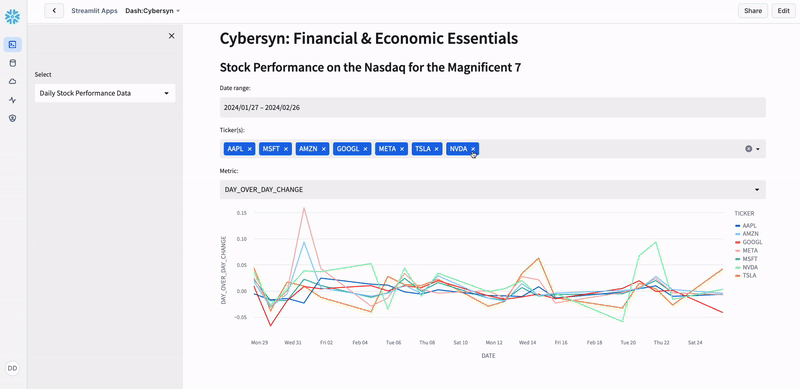 Streamlit Apps Dash:Cybersyn Share Edit
Cybersyn: Financial & Economic Essentials
Stock Performance on the Nasdaq for the Magnificent 7
Select
Daily Stock Performance Data
Date range:
2024/01/27 – 2024/02/26
Ticker(s):
AAPL × MSFT × AMZN × GOOGL × META × TSLA × NVDA ×
Metric:
DAY_OVER_DAY_CHANGE
DAY_OVER_DAY_CHANGE
0.15
0.10
0.05
0.00
−0.05
Mon 29 Wed 31 Fri 02 Feb 04 Tue 06 Thu 08 Sat 10 Mon 12 Wed 14 Fri 16 Feb 18 Tue 20 Thu 22 Sat 24
DATE
TICKER
AAPL
AMZN
GOOGL
META
MSFT
NVDA
TSLA
DD